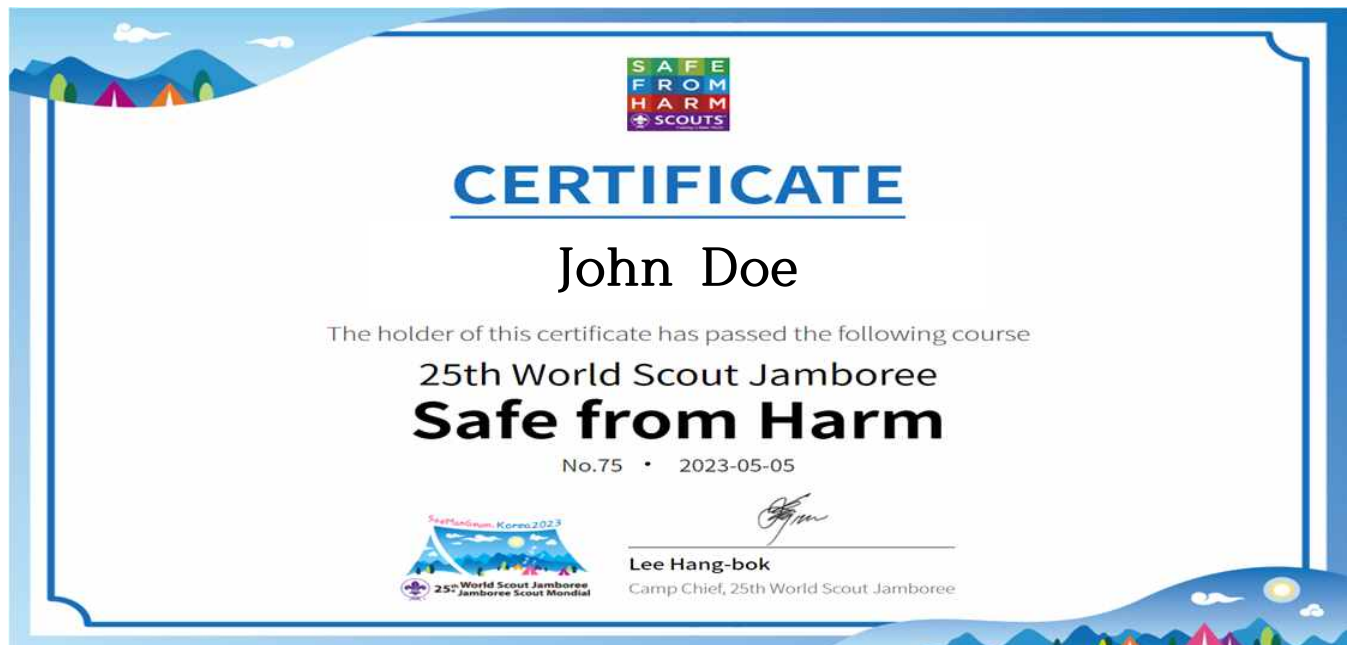 SAFE
FROM
HARM
SCOUTS
CERTIFICATE
John Doe
The holder of this certificate has passed the following course
25th World Scout Jamboree
Safe from Harm
No.75 • 2023-05-05
SaeManGeum, Korea 2023
25th World Scout Jamboree
Jamboree Scout Mondial
Lee Hang-bok
Camp Chief, 25th World Scout Jamboree